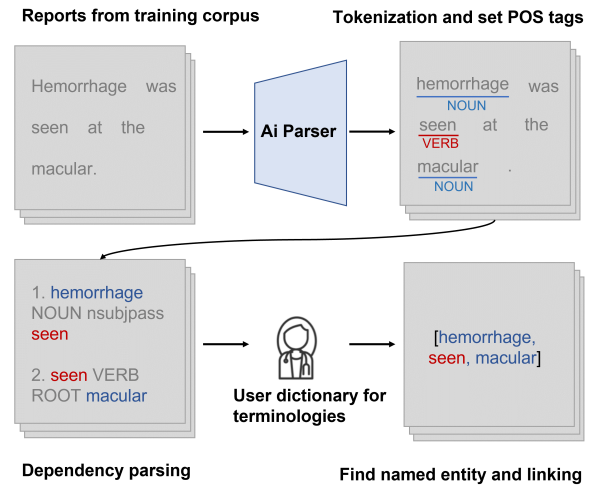 Reports from training corpus
Tokenization and set POS tags
Hemorrhage was
seen at the
macular.
Ai Parser
hemorrhage was
NOUN
seen at the
VERB
macular .
NOUN
1. hemorrhage
NOUN nsubjpass
seen
2. seen VERB
ROOT macular
User dictionary for
terminologies
[hemorrhage,
seen, macular]
Dependency parsing
Find named entity and linking